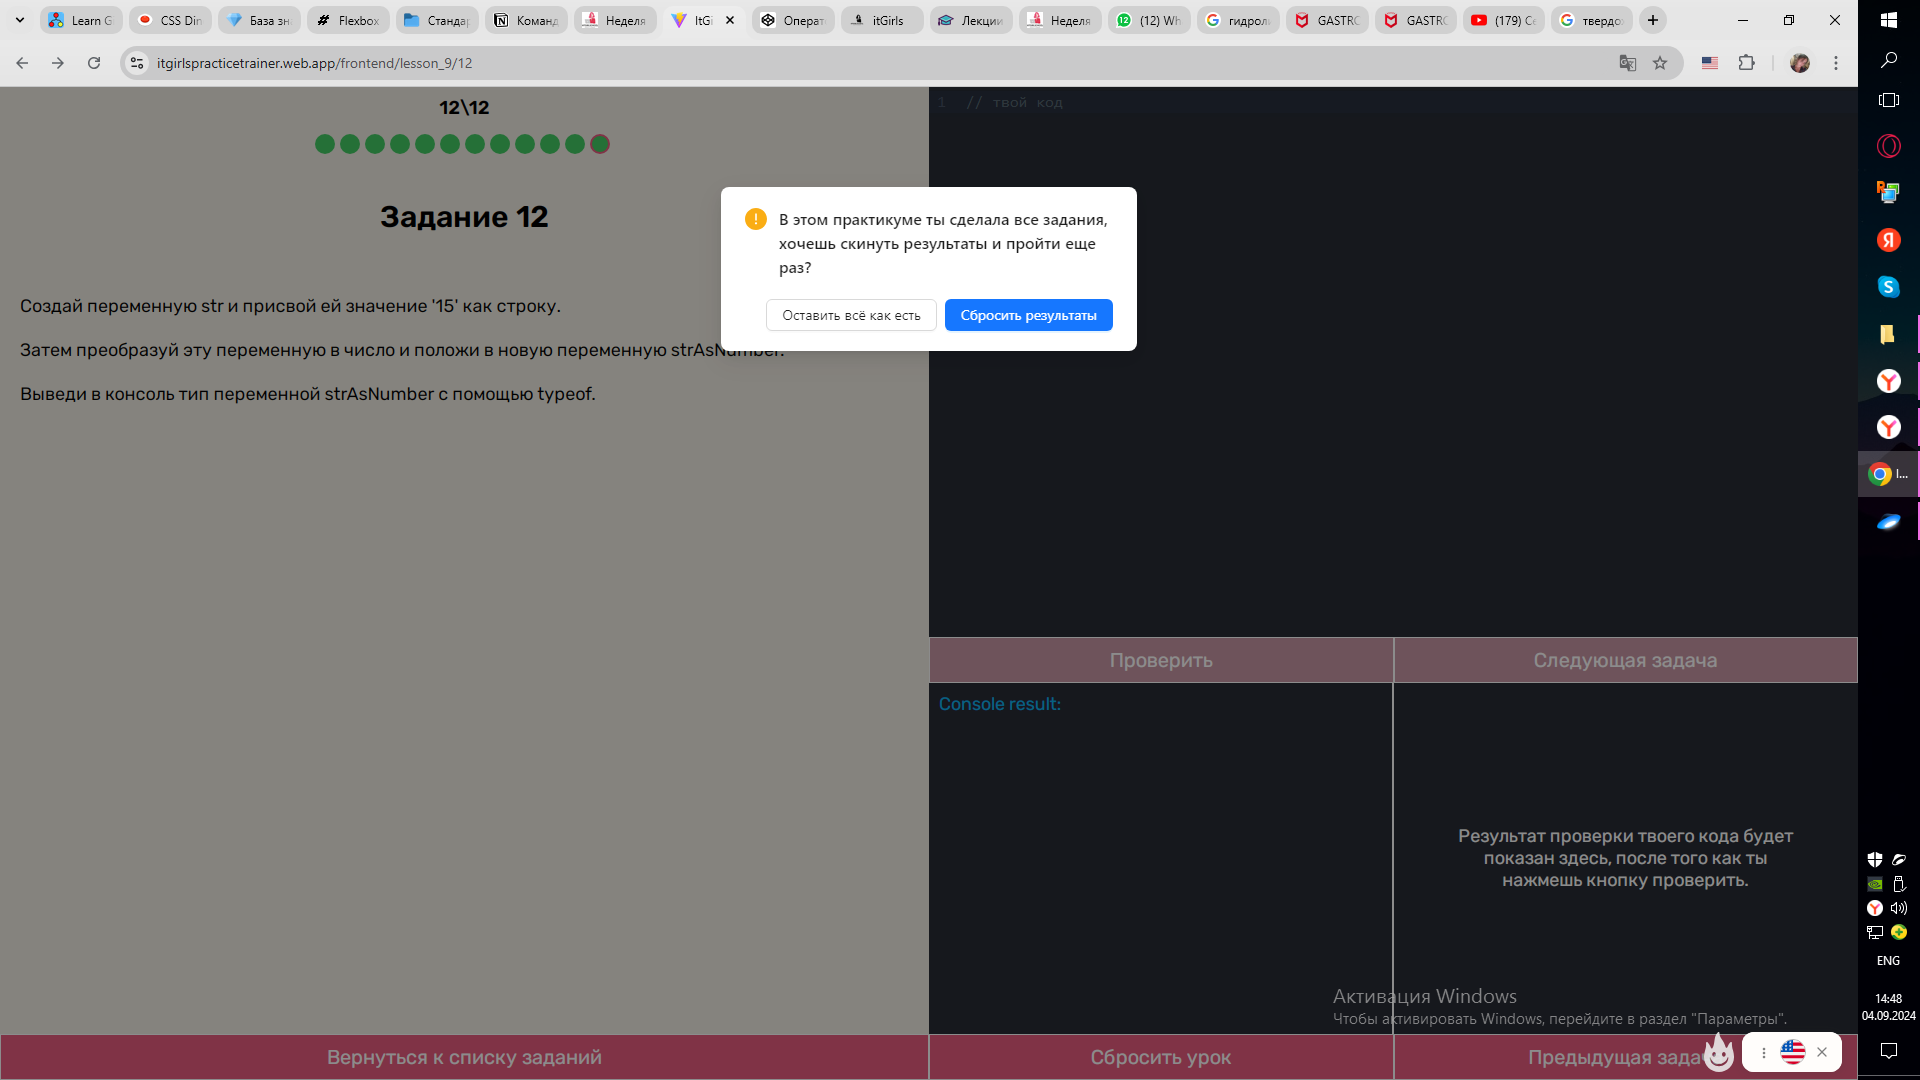 Learn G
CSS Din
База зн
Flexbox
Стандар
Команд
Неделя
ItGi
Операт
itGirls
Лекции
Неделя
(12) Wh
гидрол
GASTRO
GASTRO
(179) Се
твердо
itgirlspracticetrainer.web.app/frontend/lesson_9/12
12\12
Задание 12
Создай переменную str и присвой ей значение '15' как строку.
Затем преобразуй эту переменную в число и положи в новую переменную strAsNumber.
Выведи в консоль тип переменной strAsNumber с помощью typeof.
1 // твой код
В этом практикуме ты сделала все задания,
хочешь скинуть результаты и пройти еще
раз?
Оставить всё как есть
Сбросить результаты
Проверить
Следующая задача
Console result:
Результат проверки твоего кода будет
показан здесь, после того как ты
нажмешь кнопку проверить.
Активация Windows
Чтобы активировать Windows, перейдите в раздел "Параметры".
Вернуться к списку заданий
Сбросить урок
Предыдущая зада
I...
ENG
14:48
04.09.2024